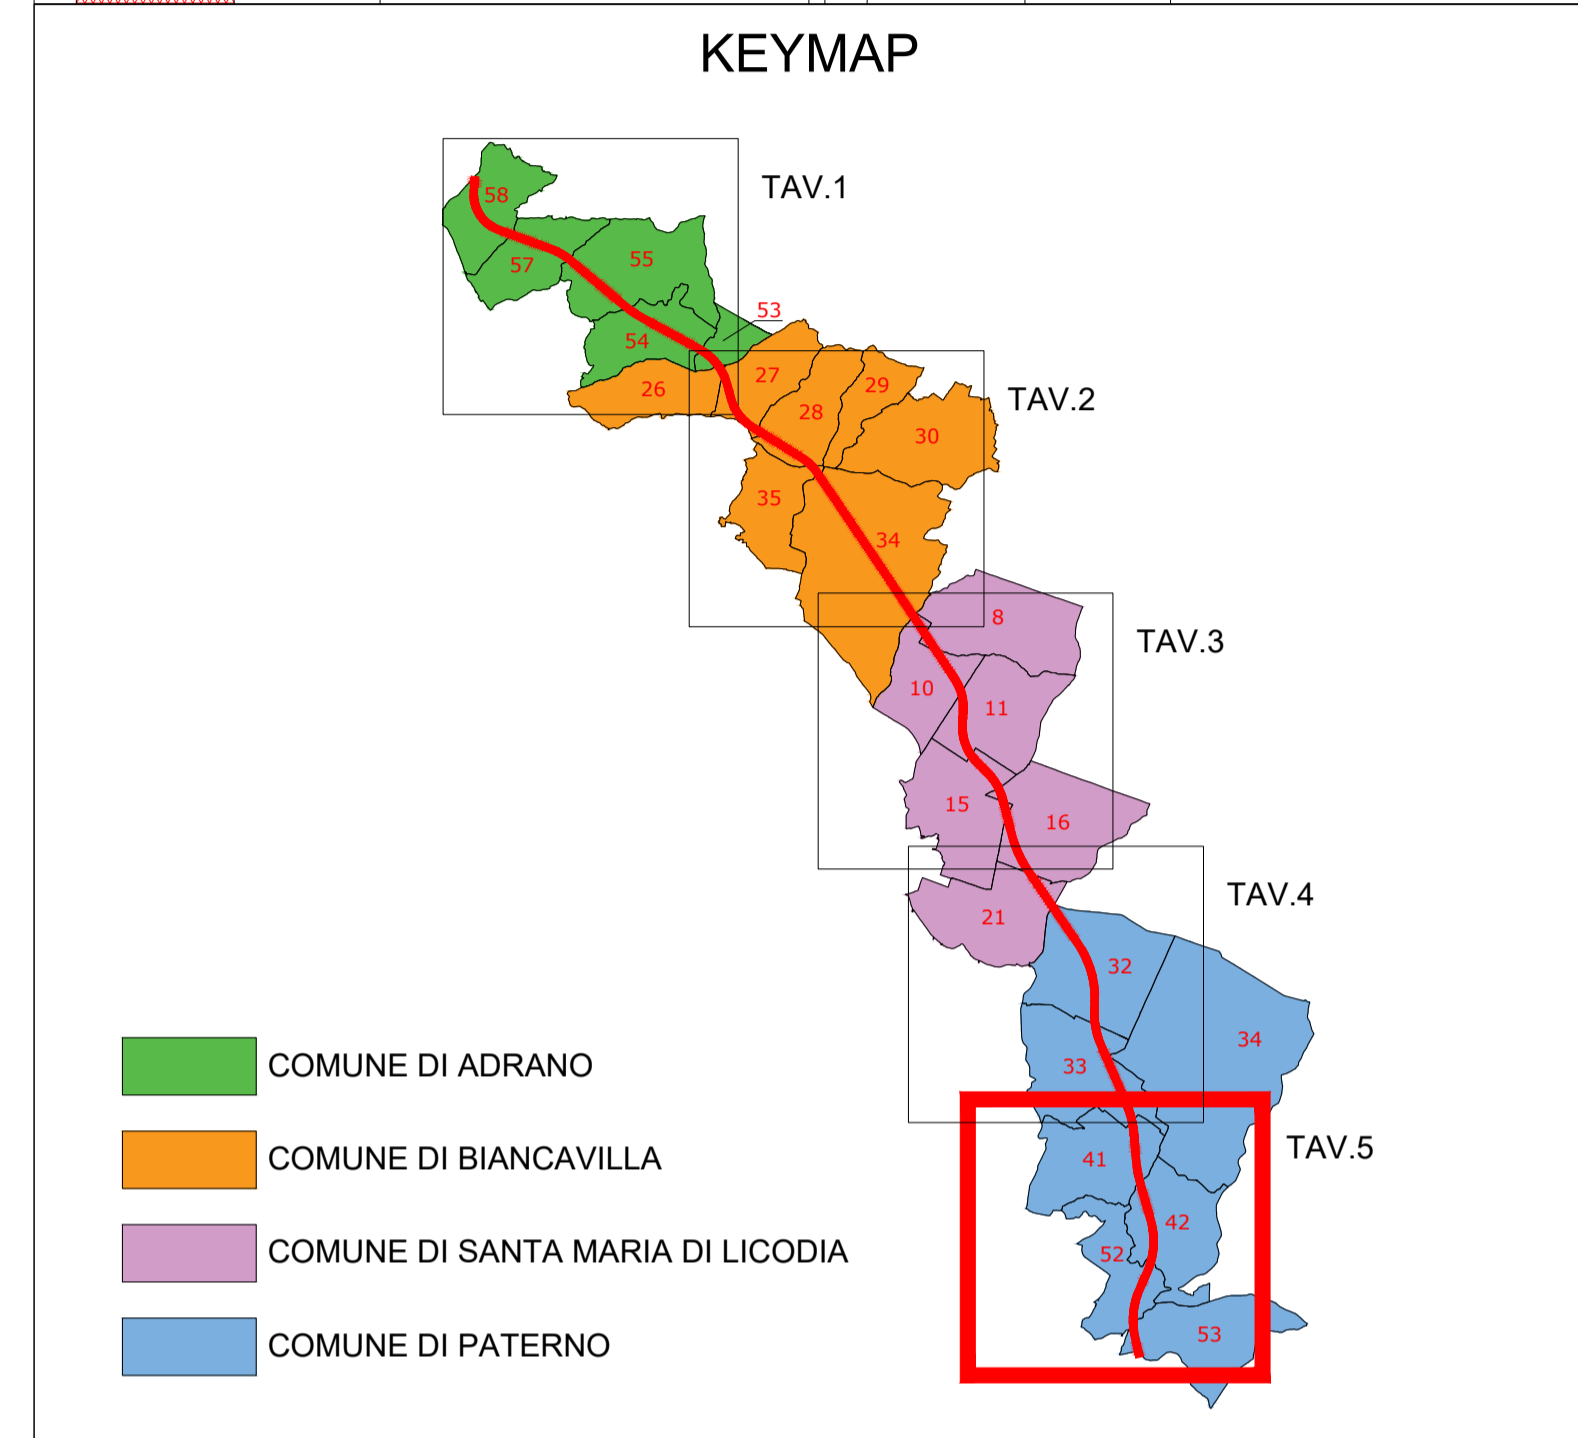 KEYMAP
TAV.1
58
55
57
53
54
27
26
29
TAV.2
28
30
35
34
8
TAV.3
10
11
15
16
TAV.4
21
32
34
33
TAV.5
41
42
52
53
COMUNE DI ADRANO
COMUNE DI BIANCAVILLA
COMUNE DI SANTA MARIA DI LICODIA
COMUNE DI PATERNO